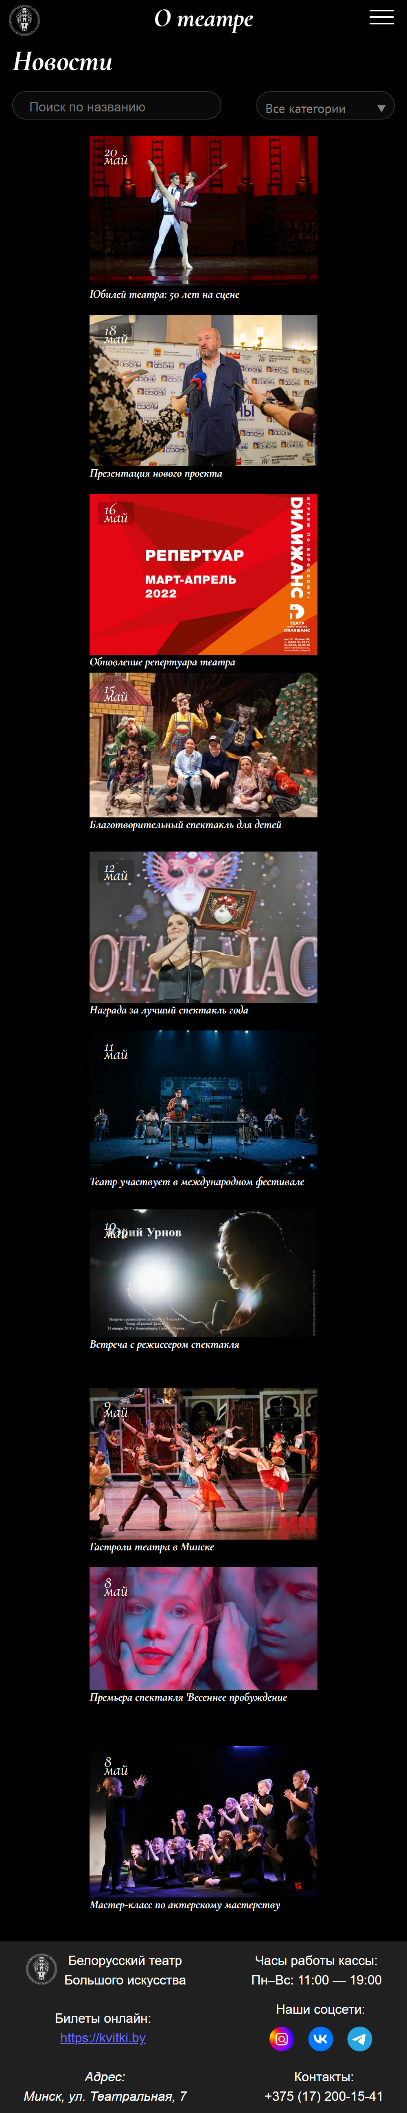 О театре
Новости
Поиск по названию
Все категории
20
май
Юбилей театра: 50 лет на сцене
18
май
Презентация нового проекта
16
май
РЕПЕРТУАР
МАРТ-АПРЕЛЬ
2022
ДИЛИЖАНС
ТЕАТР
ДИЛИЖАНС
Обновление репертуара театра
15
май
Благотворительный спектакль для детей
12
май
Награда за лучший спектакль года
11
май
Театр участвует в международном фестивале
10
май
Юрий Урнов
Встреча с режиссером спектакля
9
май
Гастроли театра в Минске
8
май
Премьера спектакля 'Весеннее пробуждение
8
май
Мастер-класс по актерскому мастерству
Белорусский театр
Большого искусства
Часы работы кассы:
Пн–Вс: 11:00 — 19:00
Билеты онлайн:
https://kvitki.by
Наши соцсети:
Адрес:
Минск, ул. Театральная, 7
Контакты:
+375 (17) 200-15-41